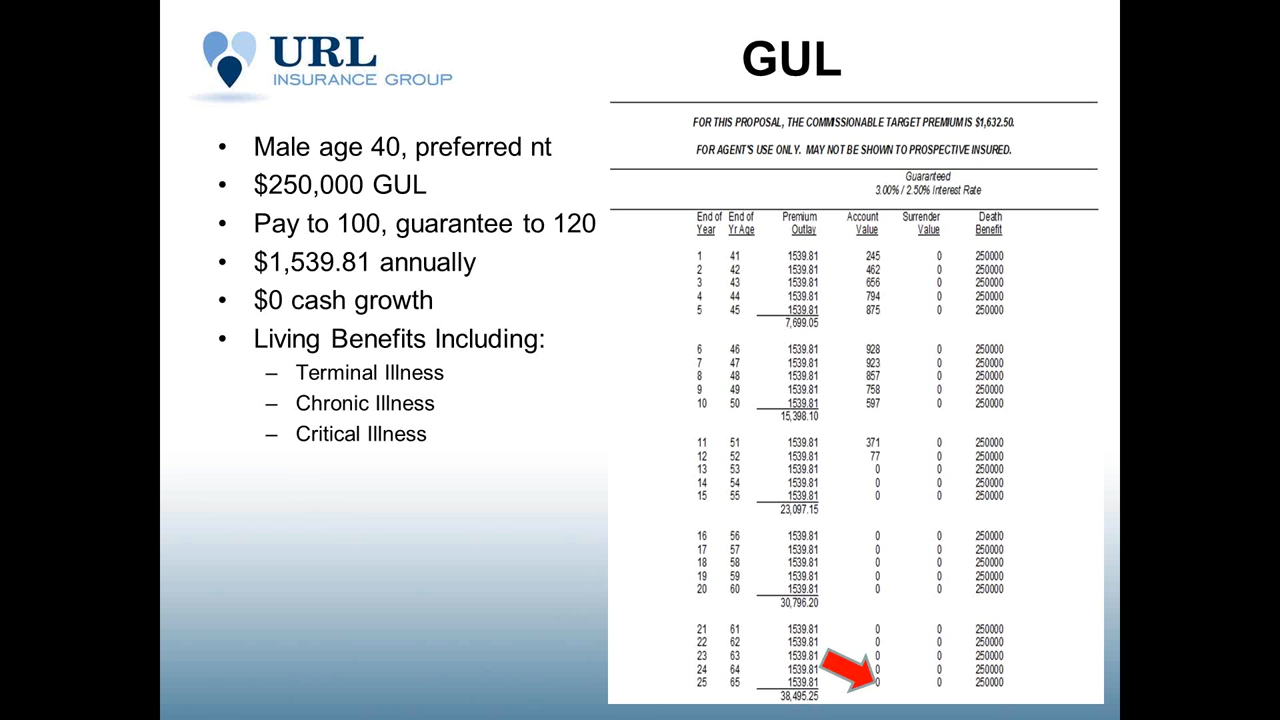 URL
INSURANCE GROUP
GUL
• Male age 40, preferred nt
• $250,000 GUL
• Pay to 100, guarantee to 120
• $1,539.81 annually
• $0 cash growth
• Living Benefits Including:
– Terminal Illness
– Chronic Illness
– Critical Illness
FOR THIS PROPOSAL, THE COMMISSIONABLE TARGET PREMIUM IS $1,632.50.
FOR AGENT'S USE ONLY. MAY NOT BE SHOWN TO PROSPECTIVE INSURED.
Guaranteed
3.00% / 2.50% Interest Rate
End of End of Premium Account Surrender Death
Year Yr Age Outlay Value Value Benefit
1 41 1539.81 245 0 250000
2 42 1539.81 462 0 250000
3 43 1539.81 656 0 250000
4 44 1539.81 794 0 250000
5 45 1539.81 875 0 250000
7,699.05
6 46 1539.81 928 0 250000
7 47 1539.81 923 0 250000
8 48 1539.81 857 0 250000
9 49 1539.81 758 0 250000
10 50 1539.81 597 0 250000
15,398.10
11 51 1539.81 371 0 250000
12 52 1539.81 77 0 250000
13 53 1539.81 0 0 250000
14 54 1539.81 0 0 250000
15 55 1539.81 0 0 250000
23,097.15
16 56 1539.81 0 0 250000
17 57 1539.81 0 0 250000
18 58 1539.81 0 0 250000
19 59 1539.81 0 0 250000
20 60 1539.81 0 0 250000
30,796.20
21 61 1539.81 0 0 250000
22 62 1539.81 0 0 250000
23 63 1539.81 0 0 250000
24 64 1539.81 0 0 250000
25 65 1539.81 0 0 250000
38,495.25